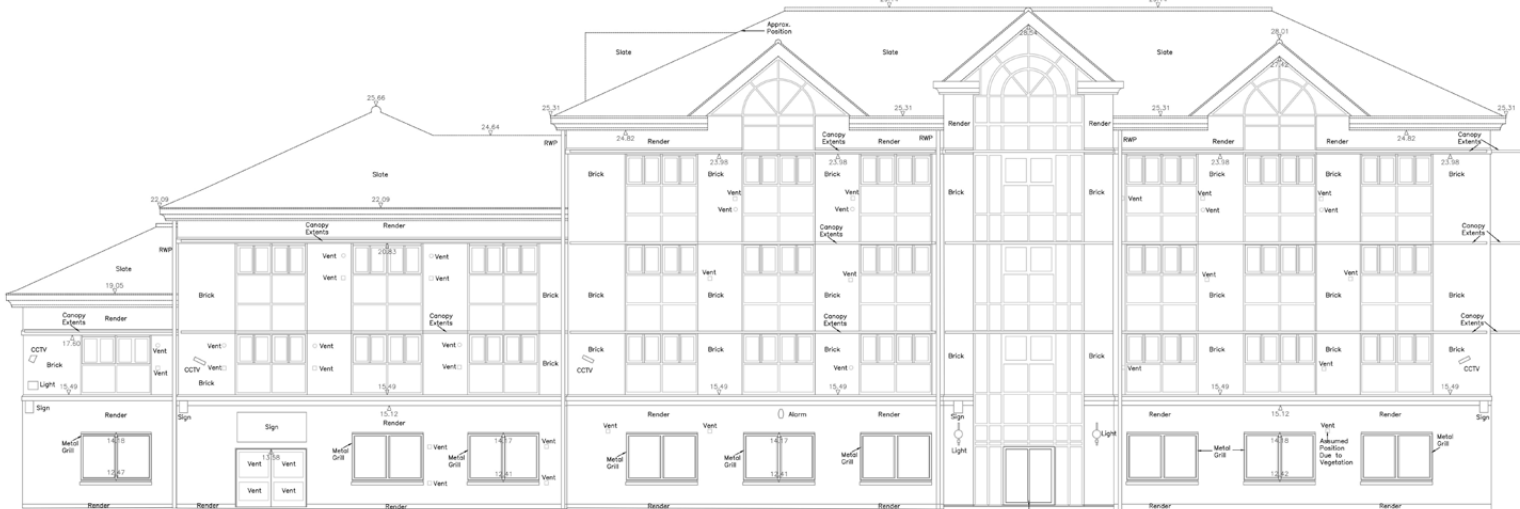 Approx.
Position
28.54
28.01
27.42
Slate
Slate
Slate
25.66
25.31
25.31
25.31
25.31
24.64
24.82
24.82
RWP
Render
Canopy
Extents
RWP
Render
Render
RWP
Render
Canopy
Extents
23.98
23.98
23.98
23.98
Brick
Brick
Brick
Brick
Brick
Brick
Brick
Brick
Slate
Vent
Vent
Vent
Vent
Vent
Vent
Vent
Vent
Vent
22.09
22.09
Canopy
Extents
Render
Canopy
Extents
Canopy
Extents
RWP
Slate
Vent
20.83
Vent
Vent
Vent
Vent
Vent
Vent
Vent
19.05
Brick
Brick
Brick
Brick
Brick
Brick
Brick
Brick
Render
Canopy
Extents
Canopy
Extents
Canopy
Extents
Canopy
Extents
17.80
CCTV
Brick
Light
Vent
Vent
Vent
Vent
CCTV
Brick
Vent
Vent
Vent
Vent
Brick
Brick
CCTV
Brick
Brick
Vent
Brick
Brick
Brick
Brick
Vent
Brick
CCTV
15.49
15.49
15.49
15.49
15.49
15.49
Sign
Render
Sign
15.12
Render
Render
Alarm
Render
Sign
Render
15.12
Render
Sign
Sign
Metal
Grill
14.18
12.47
Vent
Vent
13.68
Vent
Vent
Metal
Grill
Vent
Vent
Metal
Grill
14.17
12.41
Vent
Vent
Vent
Metal
Grill
Vent
14.17
12.41
Metal
Grill
Light
Light
Metal
Grill
14.18
12.42
Vent
Assumed
Position
Due to
Vegetation
Metal
Grill
Render
Render
Render
Render
Render
Render
Render